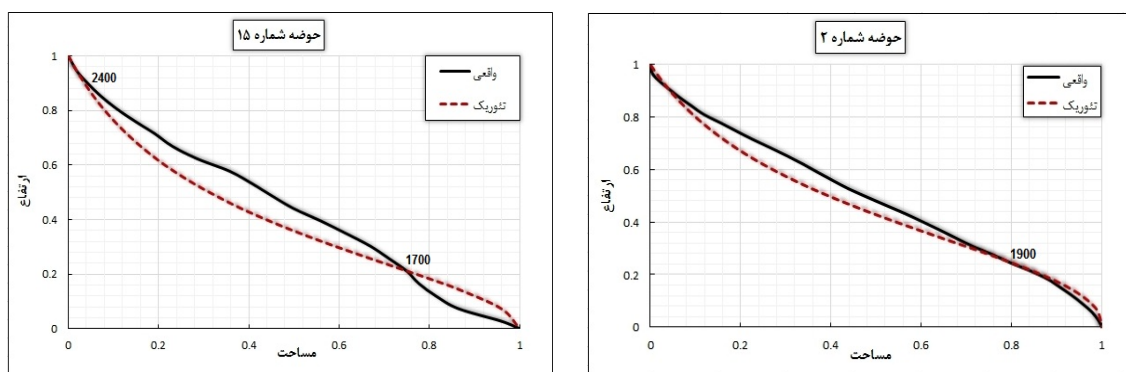 حوضه شماره ۱۵
واقعی
تئوریک
2400
1700
ارتفاع
1
0.8
0.6
0.4
0.2
0
0 0.2 0.4 0.6 0.8 1
مساحت
حوضه شماره ۲
واقعی
تئوریک
1900
ارتفاع
1
0.8
0.6
0.4
0.2
0
0 0.2 0.4 0.6 0.8 1
مساحت